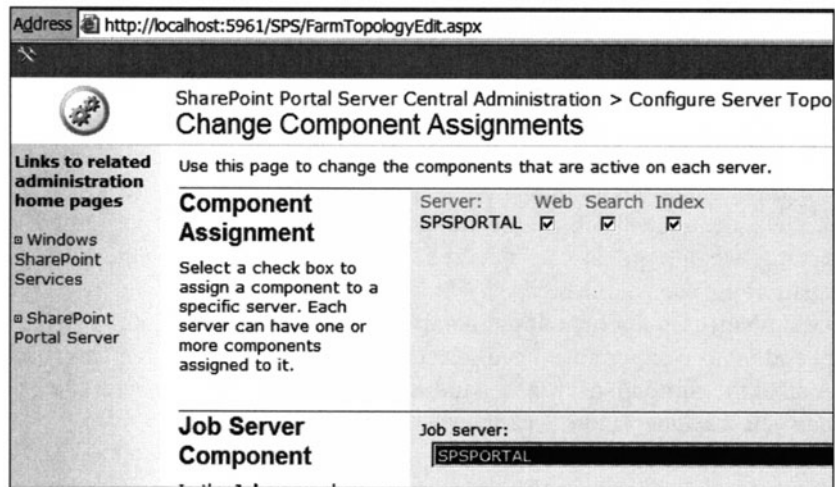 Address http://localhost:5961/SPS/FarmTopologyEdit.aspx
SharePoint Portal Server Central Administration > Configure Server Topo
Change Component Assignments
Links to related
administration
home pages
Windows
SharePoint
Services
SharePoint
Portal Server
Use this page to change the components that are active on each server.
Component
Assignment
Select a check box to
assign a component to a
specific server. Each
server can have one or
more components
assigned to it.
Server: Web Search Index
SPSPORTAL
Job Server
Component
Job server:
SPSPORTAL